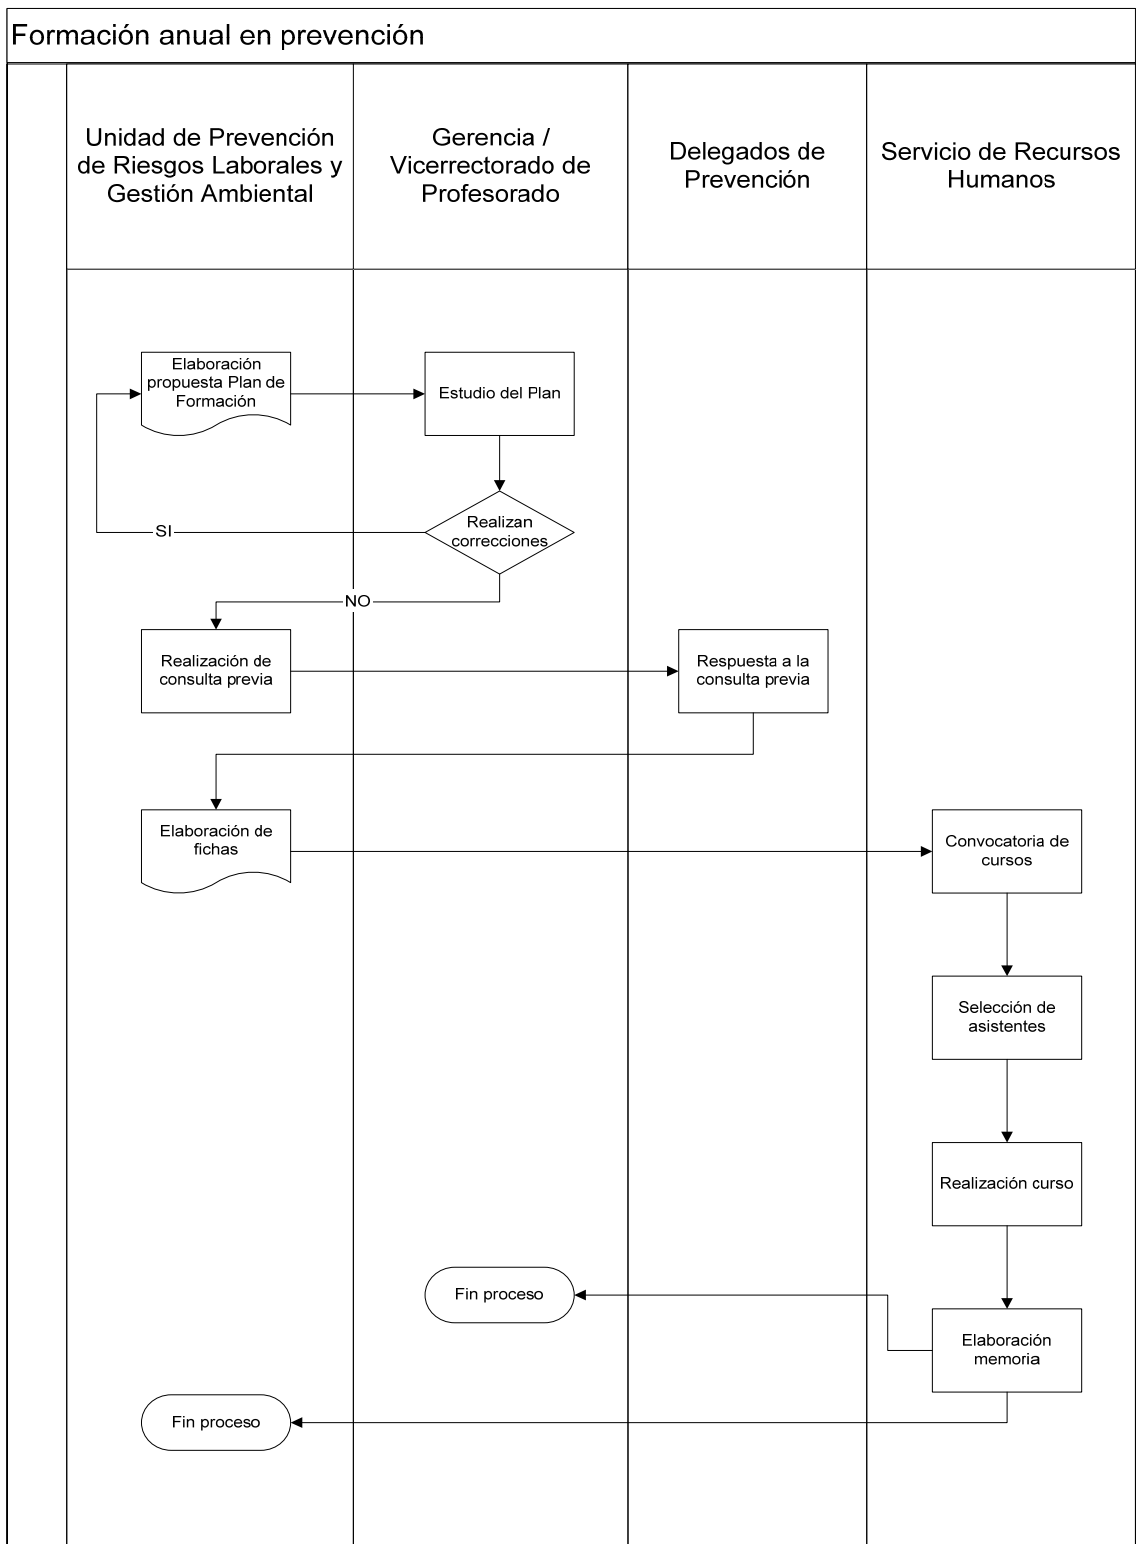 Formación anual en prevención
Unidad de Prevención
de Riesgos Laborales y
Gestión Ambiental
Gerencia /
Vicerrectorado de
Profesorado
Delegados de
Prevención
Servicio de Recursos
Humanos
Elaboración
propuesta Plan de
Formación
Estudio del Plan
Realizan
correcciones
SI
NO
Realización de
consulta previa
Respuesta a la
consulta previa
Elaboración de
fichas
Convocatoria de
cursos
Selección de
asistentes
Realización curso
Fin proceso
Elaboración
memoria
Fin proceso